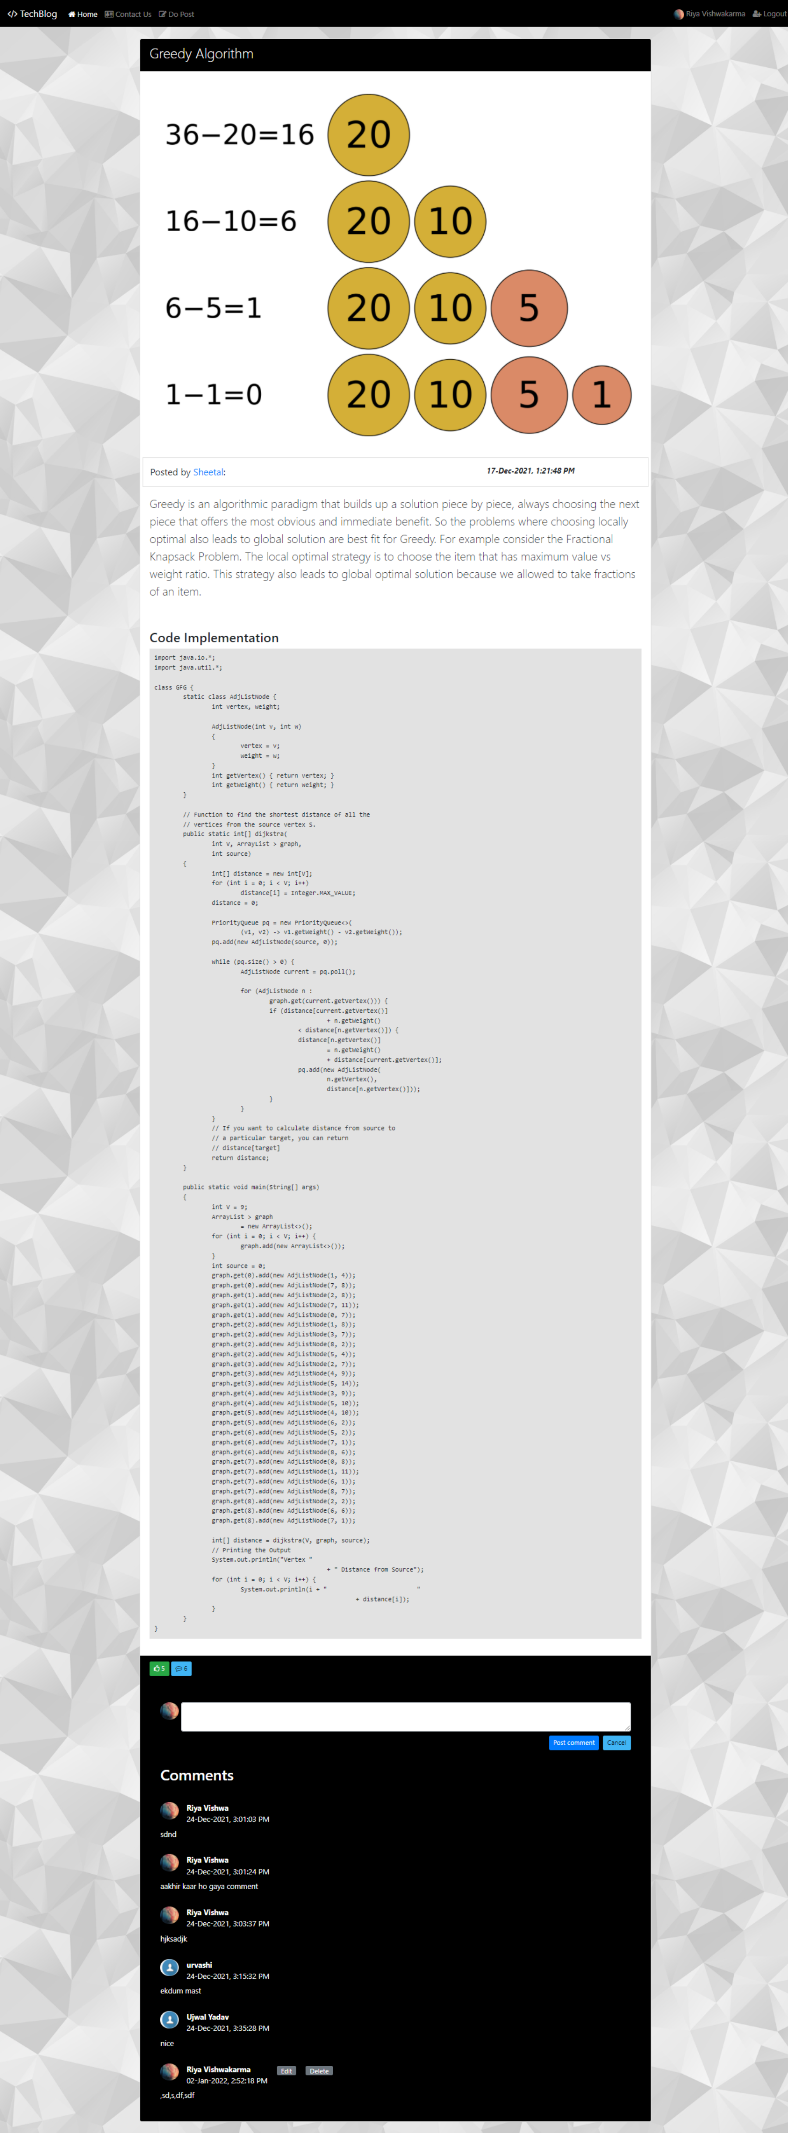 TechBlog Home Contact Us Do Post Riya Vishwakarma Logout
Greedy Algorithm
36−20=16 20
16−10=6 20 10
6−5=1 20 10 5
1−1=0 20 10 5 1
Posted by Sheetal: 17-Dec-2021, 1:21:48 PM
Greedy is an algorithmic paradigm that builds up a solution piece by piece, always choosing the next
piece that offers the most obvious and immediate benefit. So the problems where choosing locally
optimal also leads to global solution are best fit for Greedy. For example consider the Fractional
Knapsack Problem. The local optimal strategy is to choose the item that has maximum value vs
weight ratio. This strategy also leads to global optimal solution because we allowed to take fractions
of an item.
Code Implementation
import java.io.*;
import java.util.*;
class GFG {
static class AdjListNode {
int vertex, weight;
AdjListNode(int v, int w)
{
vertex = v;
weight = w;
}
int getVertex() { return vertex; }
int getWeight() { return weight; }
}
// Function to find the shortest distance of all the
// vertices from the source vertex S.
public static int[] dijkstra(
int V, ArrayList > graph,
int source)
{
int[] distance = new int[V];
for (int i = 0; i < V; i++)
distance[i] = Integer.MAX_VALUE;
distance = 0;
PriorityQueue pq = new PriorityQueue<>(
(v1, v2) -> v1.getWeight() - v2.getWeight());
pq.add(new AdjListNode(source, 0));
while (pq.size() > 0) {
AdjListNode current = pq.poll();
for (AdjListNode n :
graph.get(current.getVertex())) {
if (distance[current.getVertex()]
+ n.getWeight()
< distance[n.getVertex()]) {
distance[n.getVertex()]
= n.getWeight()
+ distance[current.getVertex()];
pq.add(new AdjListNode(
n.getVertex(),
distance[n.getVertex()]));
}
}
}
// If you want to calculate distance from source to
// a particular target, you can return
// distance[target]
return distance;
}
public static void main(String[] args)
{
int V = 9;
ArrayList > graph
= new ArrayList<>();
for (int i = 0; i < V; i++) {
graph.add(new ArrayList<>());
}
int source = 0;
graph.get(0).add(new AdjListNode(1, 4));
graph.get(0).add(new AdjListNode(7, 8));
graph.get(1).add(new AdjListNode(2, 8));
graph.get(1).add(new AdjListNode(7, 11));
graph.get(1).add(new AdjListNode(0, 7));
graph.get(2).add(new AdjListNode(1, 8));
graph.get(2).add(new AdjListNode(3, 7));
graph.get(2).add(new AdjListNode(8, 2));
graph.get(2).add(new AdjListNode(5, 4));
graph.get(3).add(new AdjListNode(2, 7));
graph.get(3).add(new AdjListNode(4, 9));
graph.get(3).add(new AdjListNode(5, 14));
graph.get(4).add(new AdjListNode(3, 9));
graph.get(4).add(new AdjListNode(5, 10));
graph.get(5).add(new AdjListNode(4, 10));
graph.get(5).add(new AdjListNode(6, 2));
graph.get(6).add(new AdjListNode(5, 2));
graph.get(6).add(new AdjListNode(7, 1));
graph.get(6).add(new AdjListNode(8, 6));
graph.get(7).add(new AdjListNode(0, 8));
graph.get(7).add(new AdjListNode(1, 11));
graph.get(7).add(new AdjListNode(6, 1));
graph.get(7).add(new AdjListNode(8, 7));
graph.get(8).add(new AdjListNode(2, 2));
graph.get(8).add(new AdjListNode(6, 6));
graph.get(8).add(new AdjListNode(7, 1));
int[] distance = dijkstra(V, graph, source);
// Printing the Output
System.out.println("Vertex "
+ " Distance from Source");
for (int i = 0; i < V; i++) {
System.out.println(i + " "
+ distance[i]);
}
}
}
5 6
Post comment Cancel
Comments
Riya Vishwa
24-Dec-2021, 3:01:03 PM
sdnd
Riya Vishwa
24-Dec-2021, 3:01:24 PM
aakhir kaar ho gaya comment
Riya Vishwa
24-Dec-2021, 3:03:37 PM
hjksadjk
urvashi
24-Dec-2021, 3:15:32 PM
ekdum mast
Ujwal Yadav
24-Dec-2021, 3:35:28 PM
nice
Riya Vishwakarma Edit Delete
02-Jan-2022, 2:52:18 PM
,sd,s,df,sdf